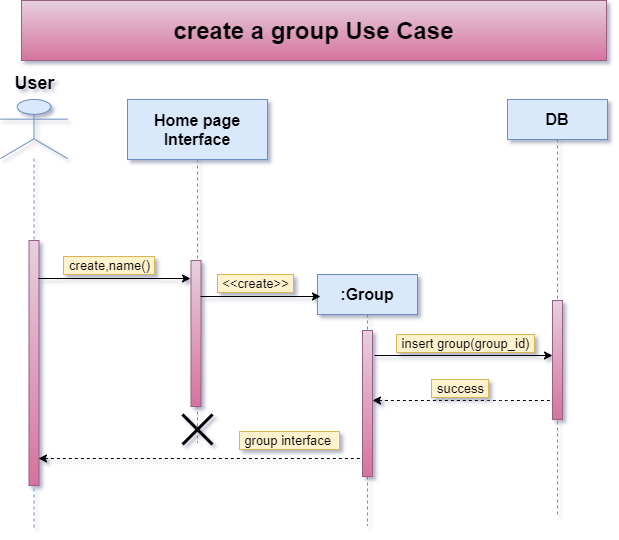 create a group Use Case
User
Home page
Interface
DB
create,name()
<<create>>
:Group
insert group(group_id)
success
group interface